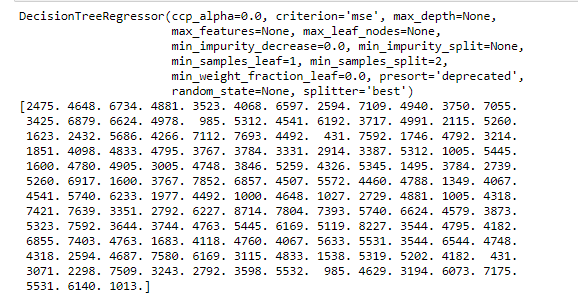 DecisionTreeRegressor(ccp_alpha=0.0, criterion='mse', max_depth=None,
max_features=None, max_leaf_nodes=None,
min_impurity_decrease=0.0, min_impurity_split=None,
min_samples_leaf=1, min_samples_split=2,
min_weight_fraction_leaf=0.0, presort='deprecated',
random_state=None, splitter='best')
[2475. 4648. 6734. 4881. 3523. 4068. 6597. 2594. 7109. 4940. 3750. 7055.
3425. 6879. 6624. 4978. 985. 5312. 4541. 6192. 3717. 4991. 2115. 5260.
1623. 2432. 5686. 4266. 7112. 7693. 4492. 431. 7592. 1746. 4792. 3214.
1851. 4098. 4833. 4795. 3767. 3784. 3331. 2914. 3387. 5312. 1005. 5445.
1600. 4780. 4905. 3005. 4748. 3846. 5259. 4326. 5345. 1495. 3784. 2739.
5260. 6917. 1600. 3767. 7852. 6857. 4507. 5572. 4460. 4788. 1349. 4067.
4541. 5740. 6233. 1977. 4492. 1000. 4648. 1027. 2729. 4881. 1005. 4318.
7421. 7639. 3351. 2792. 6227. 8714. 7804. 7393. 5740. 6624. 4579. 3873.
5323. 7592. 3644. 3744. 4763. 5445. 6169. 5119. 8227. 3544. 4795. 4182.
6855. 7403. 4763. 1683. 4118. 4760. 4067. 5633. 5531. 3544. 6544. 4748.
4318. 2594. 4687. 7580. 6169. 3115. 4833. 1538. 5319. 5202. 4182. 431.
3071. 2298. 7509. 3243. 2792. 3598. 5532. 985. 4629. 3194. 6073. 7175.
5531. 6140. 1013.]